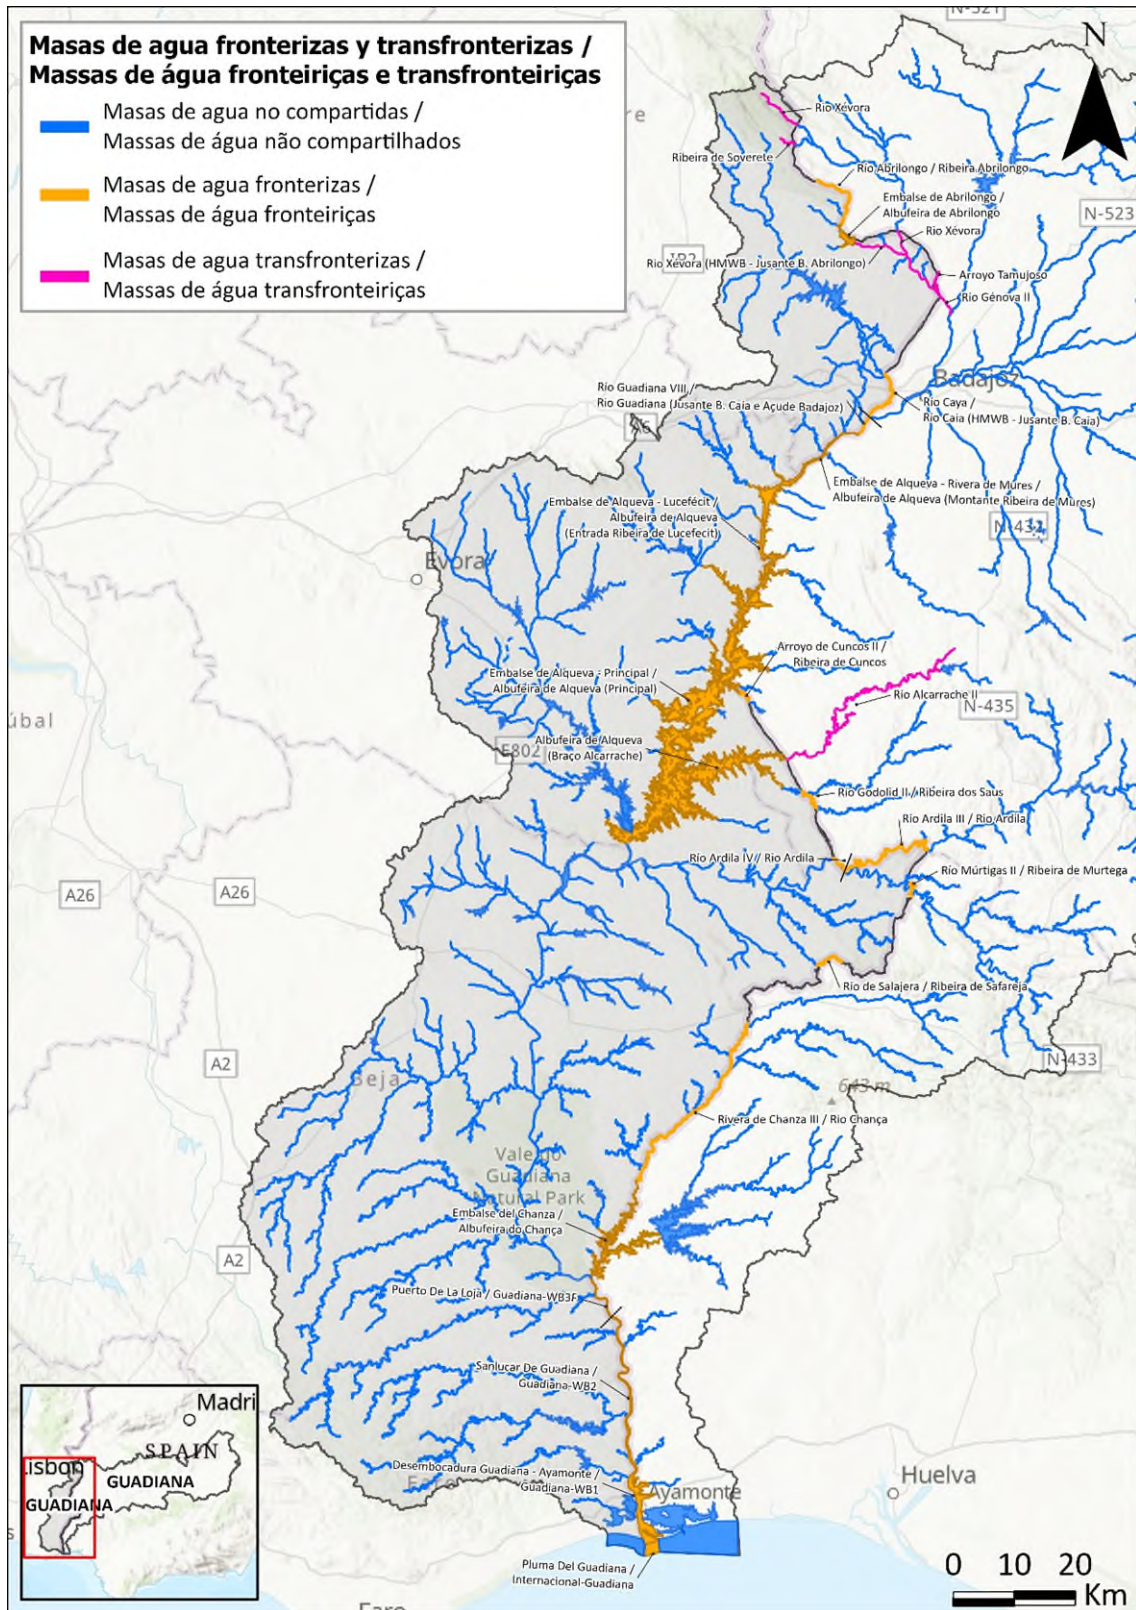 Masas de agua fronterizas y transfronterizas /
Massas de água fronteiriças e transfronteiriças
Masas de agua no compartidas /
Massas de água não compartilhados
Masas de agua fronterizas /
Massas de água fronteiriças
Masas de agua transfronterizas /
Massas de água transfronteiriças
N-521
N
Rio Xévora
Ribeira de Soverete
Rio Abrilongo / Ribeira Abrilongo
Embalse de Abrilongo /
Albufeira de Abrilongo
N-523
Rio Xévora
Rio Xévora (HMWB - Jusante B. Abrilongo)
Arroyo Tamujoso
Rio Génova II
Badajoz
Río Guadiana VIII /
Rio Guadiana (Jusante B. Caia e Açude Badajoz)
Rio Caya /
Rio Caia (HMWB - Jusante B. Caia)
A6
Embalse de Alqueva - Rivera de Mures /
Albufeira de Alqueva (Montante Ribeira de Mures)
Embalse de Alqueva - Lucefécit /
Albufeira de Alqueva
(Entrada Ribeira de Lucefecit)
N-432
Evora
Arroyo de Cuncos II /
Ribeira de Cuncos
Embalse de Alqueva - Principal /
Albufeira de Alqueva (Principal)
Rio Alcarrache II
N-435
úbal
E802
Albufeira de Alqueva
(Braço Alcarrache)
Rio Godolid II / Ribeira dos Saus
Rio Ardila III / Rio Ardila
Rio Ardila IV / Rio Ardila
Río Múrtigas II / Ribeira de Murtega
A26
A26
Rio de Salajera / Ribeira de Safareja
A2
Beja
N-433
643 m
Rivera de Chanza III / Rio Chança
Vale do
Guadiana
Natural Park
Embalse del Chanza /
Albufeira do Chança
A2
Puerto De La Loja / Guadiana-WB3F
Sanlucar De Guadiana /
Guadiana-WB2
Madri
SPAIN
Lisbon
GUADIANA
GUADIANA
Desembocadura Guadiana - Ayamonte /
Guadiana-WB1
Ayamonte
Huelva
Pluma Del Guadiana /
Internacional-Guadiana
0 10 20
Km
Faro